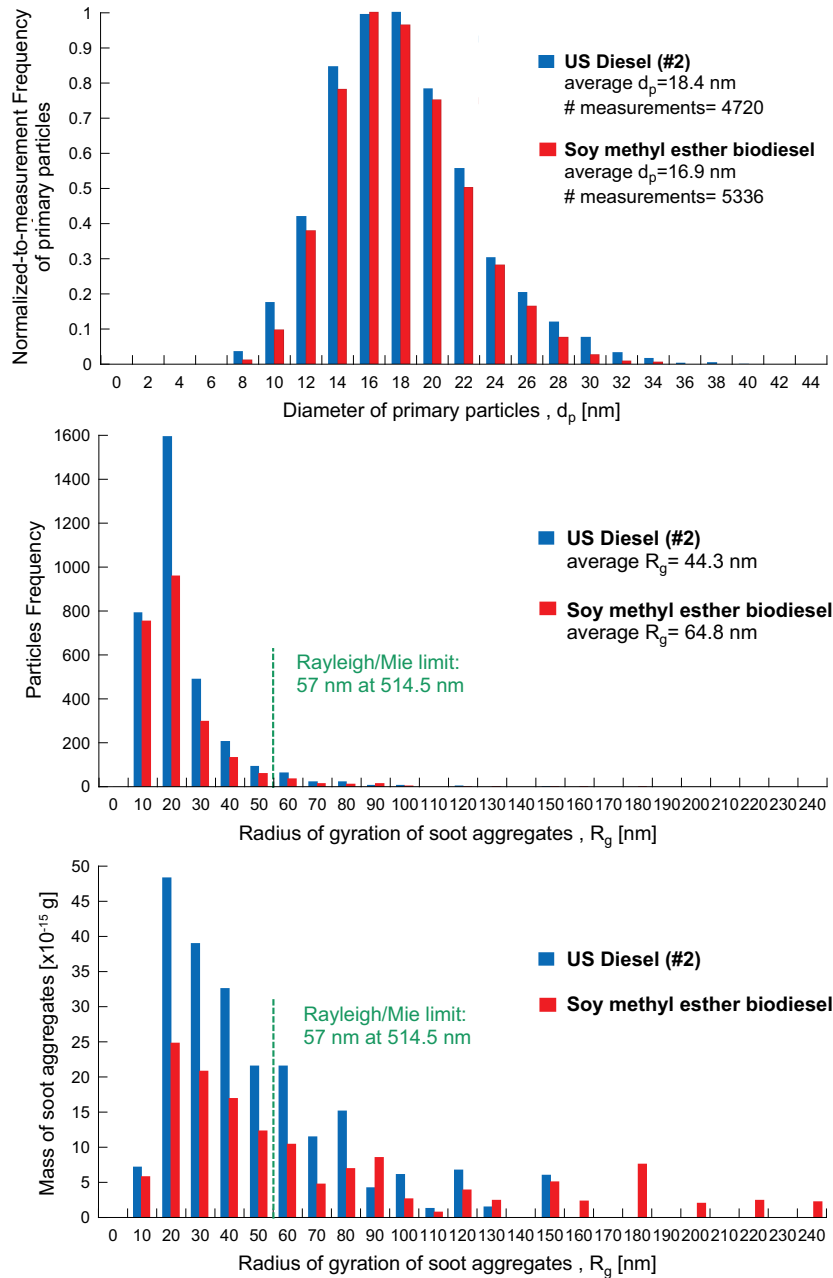 Normalized-to-measurement Frequency
of primary particles
1
0.9
0.8
0.7
0.6
0.5
0.4
0.3
0.2
0.1
0
US Diesel (#2)
average dp=18.4 nm
# measurements= 4720
Soy methyl esther biodiesel
average dp=16.9 nm
# measurements= 5336
0 2 4 6 8 10 12 14 16 18 20 22 24 26 28 30 32 34 36 38 40 42 44
Diameter of primary particles , dp [nm]
Particles Frequency
1600
1400
1200
1000
800
600
400
200
0
US Diesel (#2)
average Rg= 44.3 nm
Soy methyl esther biodiesel
average Rg= 64.8 nm
Rayleigh/Mie limit:
57 nm at 514.5 nm
0 10 20 30 40 50 60 70 80 90 100 110 120 130 140 150 160 170 180 190 200 210 220 230 240
Radius of gyration of soot aggregates , Rg [nm]
Mass of soot aggregates [x10-15 g]
50
45
40
35
30
25
20
15
10
5
0
US Diesel (#2)
Soy methyl esther biodiesel
Rayleigh/Mie limit:
57 nm at 514.5 nm
0 10 20 30 40 50 60 70 80 90 100 110 120 130 140 150 160 170 180 190 200 210 220 230 240
Radius of gyration of soot aggregates , Rg [nm]